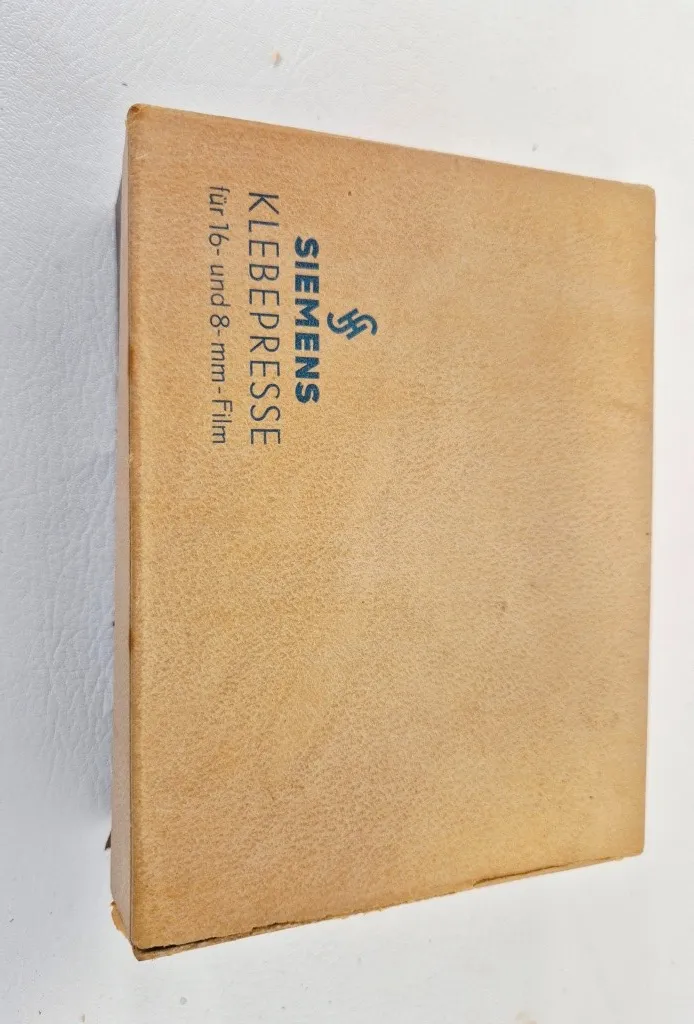 SIEMENS
KLEBEPRESSE
für 16- und 8-mm-Film